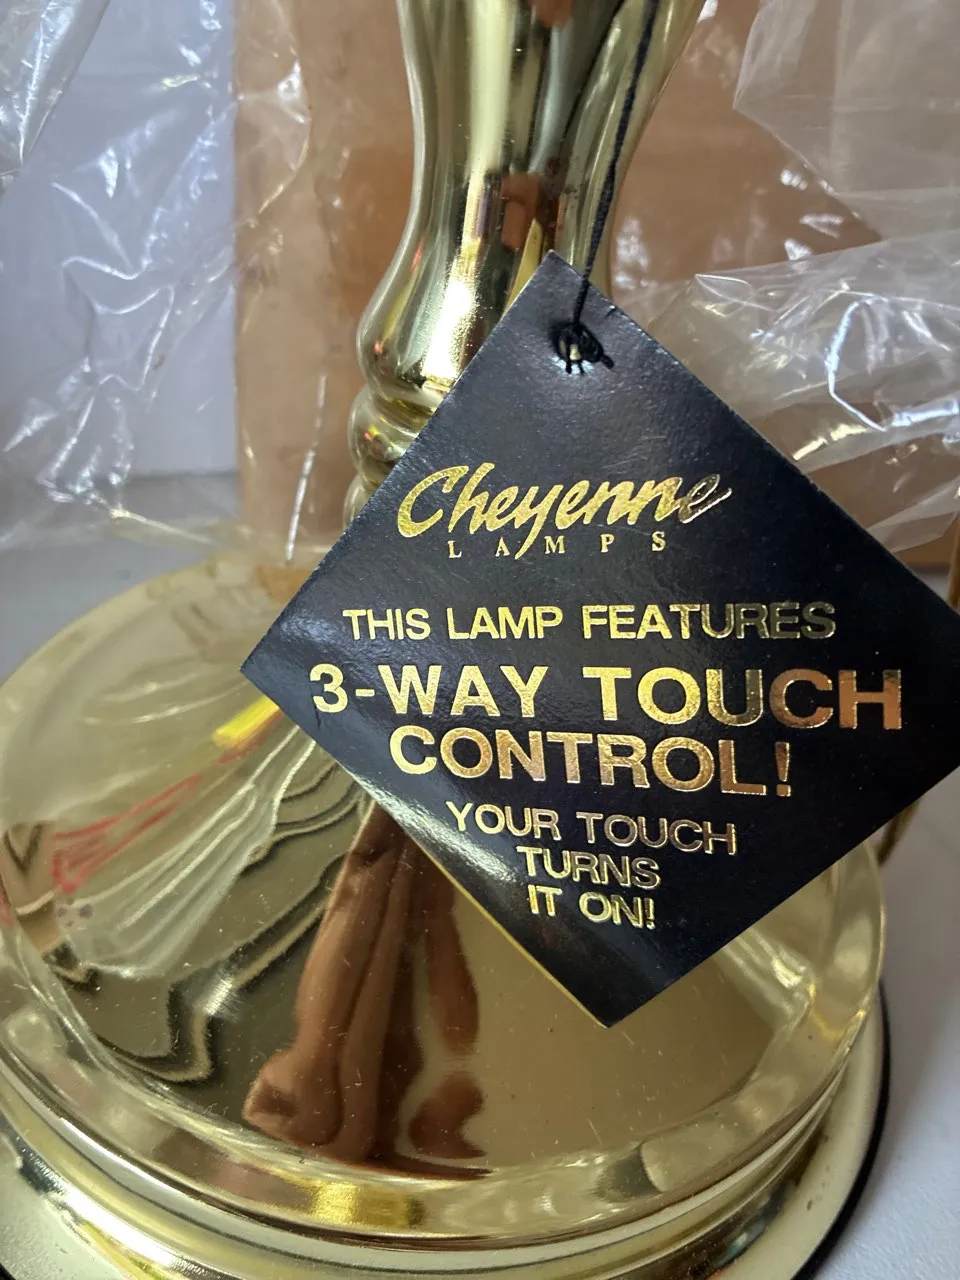 Cheyenne
LAMPS
THIS LAMP FEATURES
3-WAY TOUCH
CONTROL!
YOUR TOUCH
TURNS
IT ON!